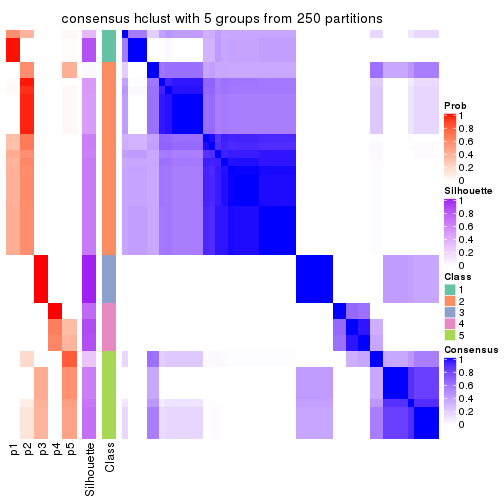 consensus hclust with 5 groups from 250 partitions
Prob
1
0.8
0.6
0.4
0.2
0
Silhouette
1
0.8
0.6
0.4
0.2
0
Class
1
2
3
4
5
Consensus
1
0.8
0.6
0.4
0.2
0
p1
p2
p3
p4
p5
Silhouette
Class